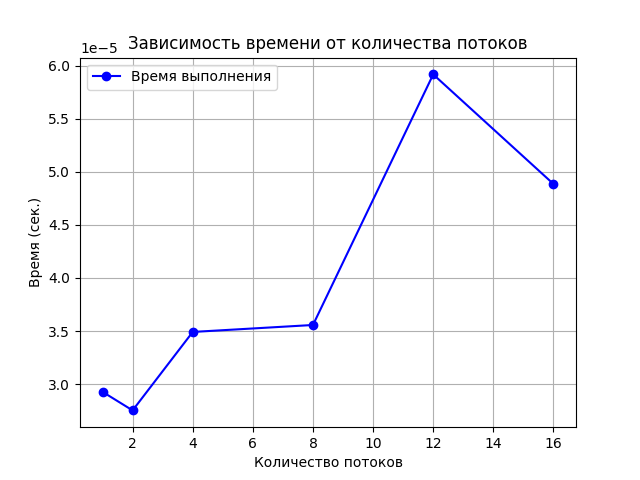 Зависимость времени от количества потоков
1e−5
Время выполнения
6.0
5.5
5.0
4.5
4.0
3.5
3.0
Время (сек.)
2 4 6 8 10 12 14 16
Количество потоков